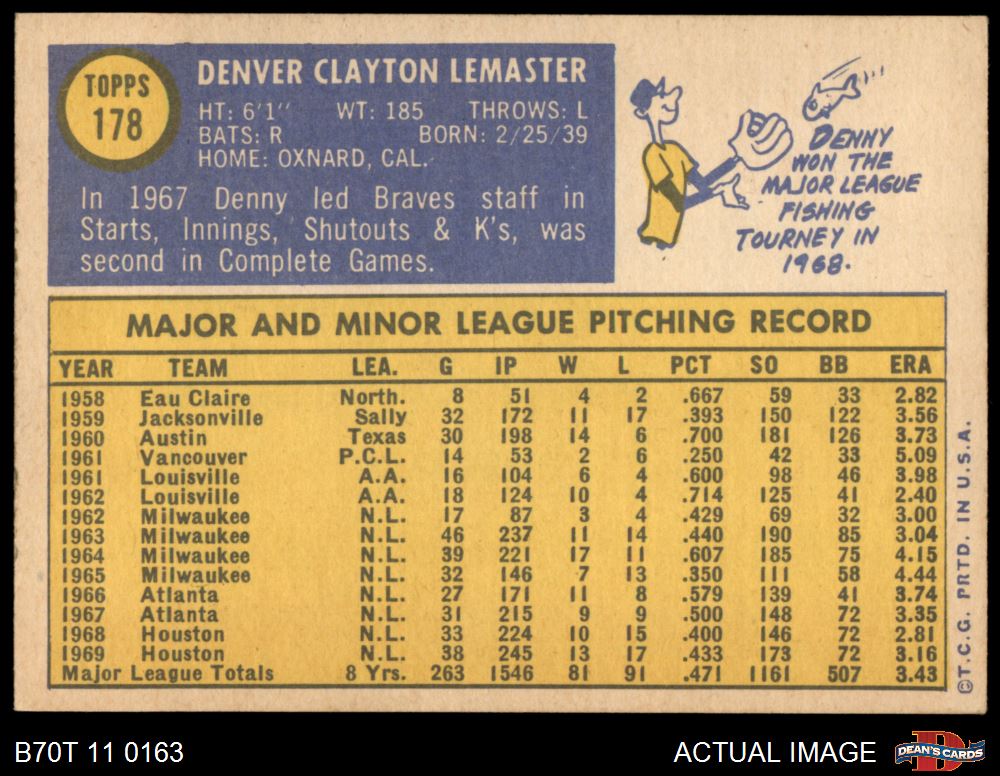 TOPPS
178
DENVER CLAYTON LEMASTER
HT: 6'1" WT: 185 THROWS: L
BATS: R BORN: 2/25/39
HOME: OXNARD, CAL.
In 1967 Denny led Braves staff in
Starts, Innings, Shutouts & K's, was
second in Complete Games.
DENNY
WON THE
MAJOR LEAGUE
FISHING
TOURNEY IN
1968.
MAJOR AND MINOR LEAGUE PITCHING RECORD
YEAR TEAM LEA. G IP W L PCT SO BB ERA
1958 Eau Claire North. 8 51 4 2 .667 59 33 2.82
1959 Jacksonville Sally 32 172 11 17 .393 150 122 3.56
1960 Austin Texas 30 198 14 6 .700 181 126 3.73
1961 Vancouver P.C.L. 14 53 2 6 .250 42 33 5.09
1961 Louisville A.A. 16 104 6 4 .600 98 46 3.98
1962 Louisville A.A. 18 124 10 4 .714 125 41 2.40
1962 Milwaukee N.L. 17 87 3 4 .429 69 32 3.00
1963 Milwaukee N.L. 46 237 11 14 .440 190 85 3.04
1964 Milwaukee N.L. 39 221 17 11 .607 185 75 4.15
1965 Milwaukee N.L. 32 146 7 13 .350 111 58 4.44
1966 Atlanta N.L. 27 171 11 8 .579 139 41 3.74
1967 Atlanta N.L. 31 215 9 9 .500 148 72 3.35
1968 Houston N.L. 33 224 10 15 .400 146 72 2.81
1969 Houston N.L. 38 245 13 17 .433 173 72 3.16
Major League Totals 8 Yrs. 263 1546 81 91 .471 1161 507 3.43
©T.C.G. PRTD. IN U.S.A.
B70T 11 0163
ACTUAL IMAGE
DEAN'S CARDS